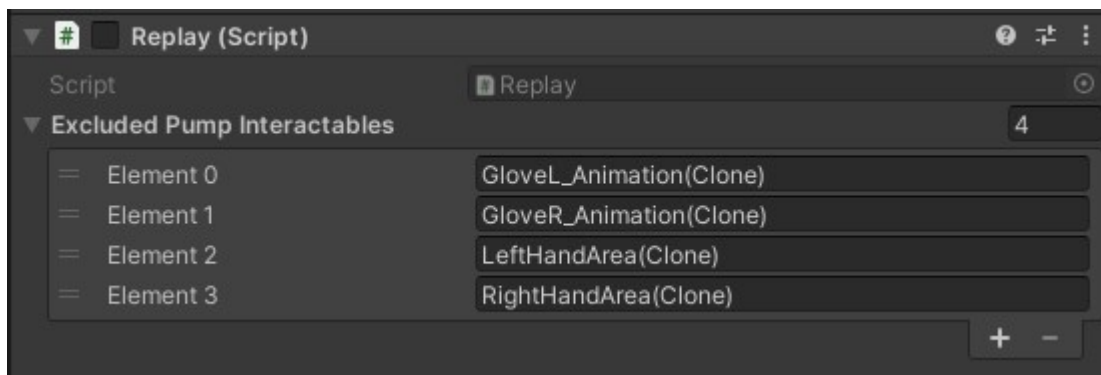 Replay (Script)
Script Replay
Excluded Pump Interactables 4
Element 0 GloveL_Animation(Clone)
Element 1 GloveR_Animation(Clone)
Element 2 LeftHandArea(Clone)
Element 3 RightHandArea(Clone)